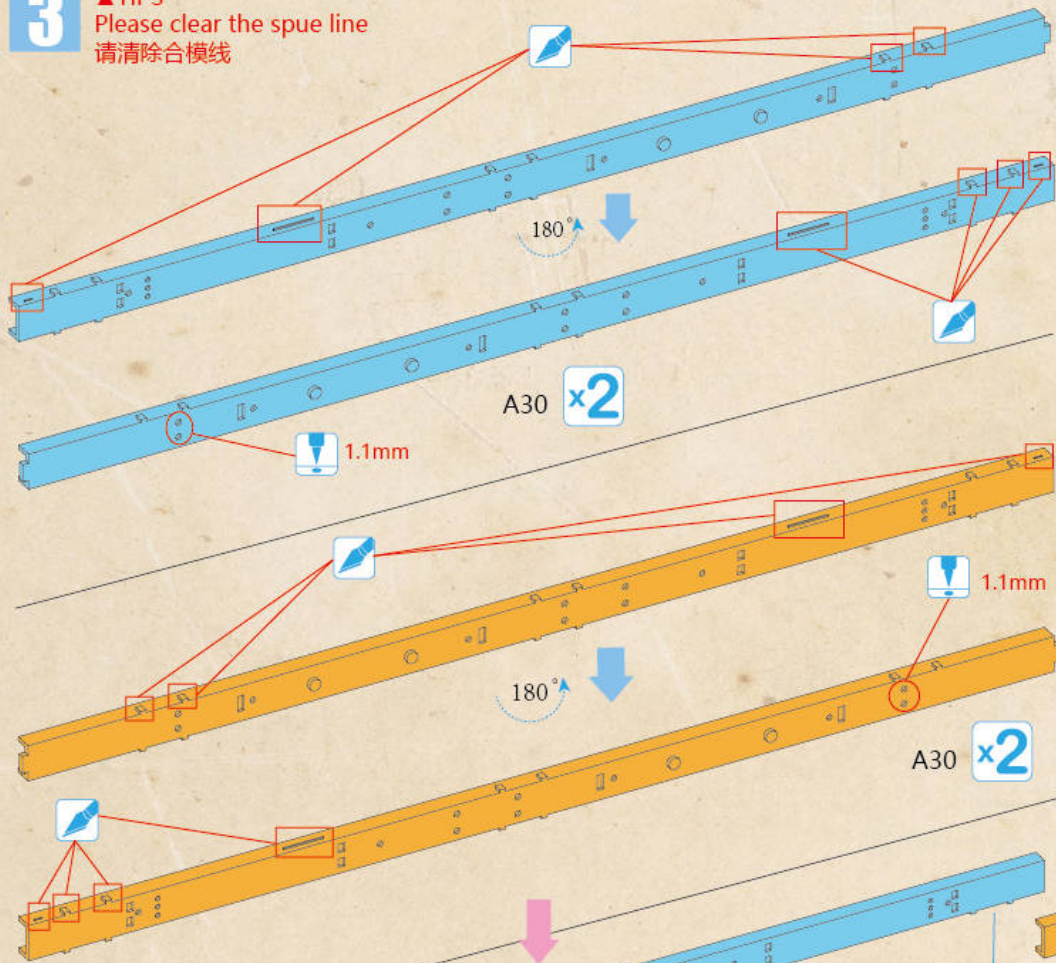 3
Please clear the spue line
请清除合模线
180°
A30 x2
1.1mm
1.1mm
180°
A30 x2